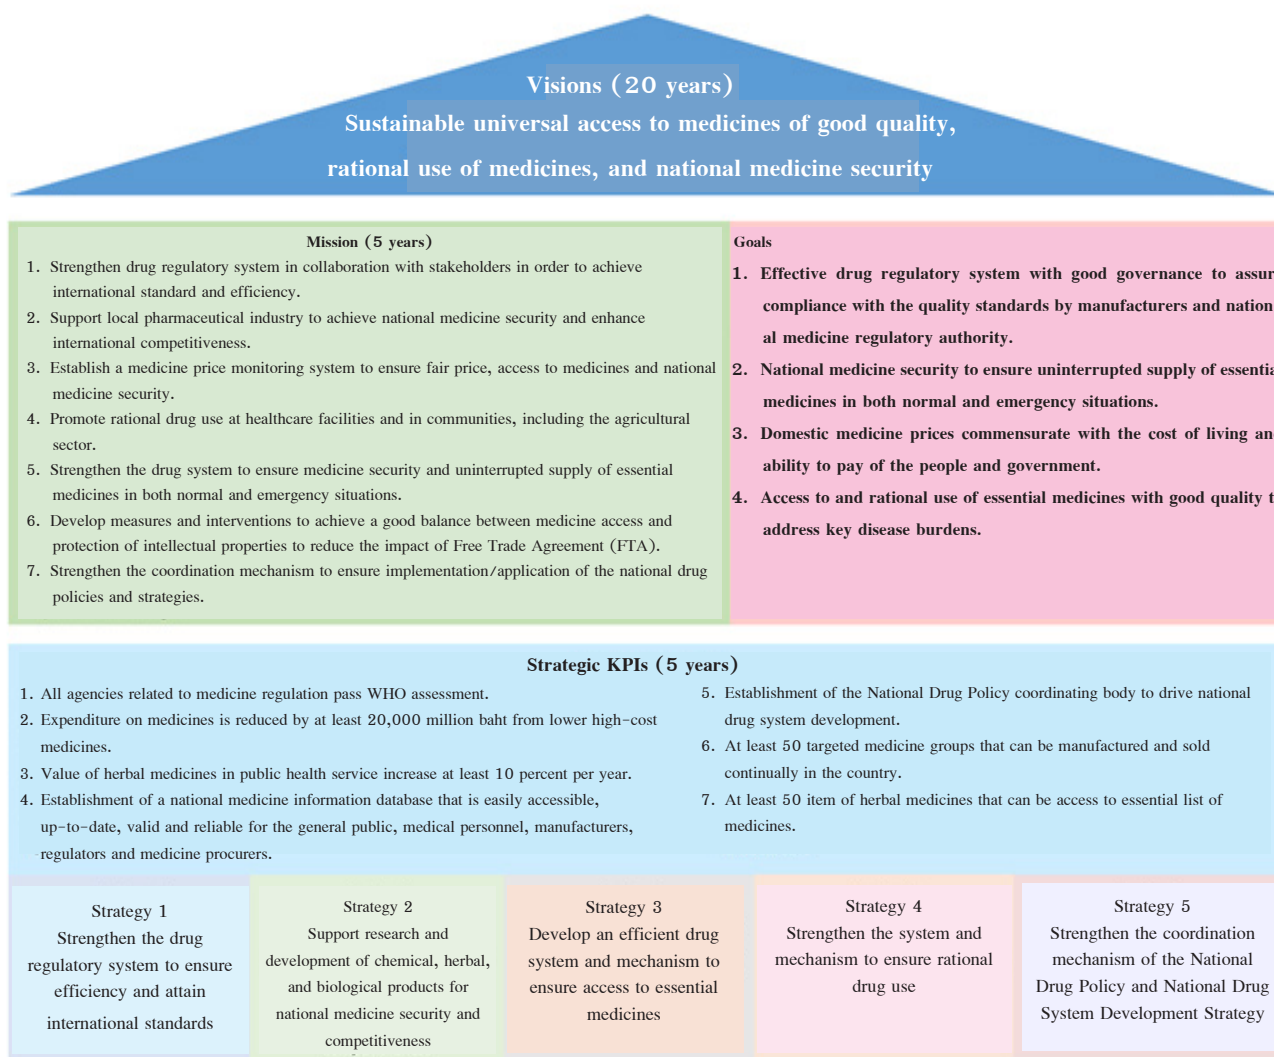 Visions (20 years)
Sustainable universal access to medicines of good quality,
rational use of medicines, and national medicine security
Mission (5 years)
1. Strengthen drug regulatory system in collaboration with stakeholders in order to achieve
international standard and efficiency.
2. Support local pharmaceutical industry to achieve national medicine security and enhance
international competitiveness.
3. Establish a medicine price monitoring system to ensure fair price, access to medicines and national
medicine security.
4. Promote rational drug use at healthcare facilities and in communities, including the agricultural
sector.
5. Strengthen the drug system to ensure medicine security and uninterrupted supply of essential
medicines in both normal and emergency situations.
6. Develop measures and interventions to achieve a good balance between medicine access and
protection of intellectual properties to reduce the impact of Free Trade Agreement (FTA).
7. Strengthen the coordination mechanism to ensure implementation/application of the national drug
policies and strategies.
Goals
1. Effective drug regulatory system with good governance to assur
compliance with the quality standards by manufacturers and nation
al medicine regulatory authority.
2. National medicine security to ensure uninterrupted supply of essentia
medicines in both normal and emergency situations.
3. Domestic medicine prices commensurate with the cost of living an
ability to pay of the people and government.
4. Access to and rational use of essential medicines with good quality t
address key disease burdens.
Strategic KPIs (5 years)
1. All agencies related to medicine regulation pass WHO assessment.
2. Expenditure on medicines is reduced by at least 20,000 million baht from lower high-cost
medicines.
3. Value of herbal medicines in public health service increase at least 10 percent per year.
4. Establishment of a national medicine information database that is easily accessible,
up-to-date, valid and reliable for the general public, medical personnel, manufacturers,
regulators and medicine procurers.
5. Establishment of the National Drug Policy coordinating body to drive national
drug system development.
6. At least 50 targeted medicine groups that can be manufactured and sold
continually in the country.
7. At least 50 item of herbal medicines that can be access to essential list of
medicines.
Strategy 1
Strengthen the drug
regulatory system to ensure
efficiency and attain
international standards
Strategy 2
Support research and
development of chemical, herbal,
and biological products for
national medicine security and
competitiveness
Strategy 3
Develop an efficient drug
system and mechanism to
ensure access to essential
medicines
Strategy 4
Strengthen the system and
mechanism to ensure rational
drug use
Strategy 5
Strengthen the coordination
mechanism of the National
Drug Policy and National Drug
System Development Strategy